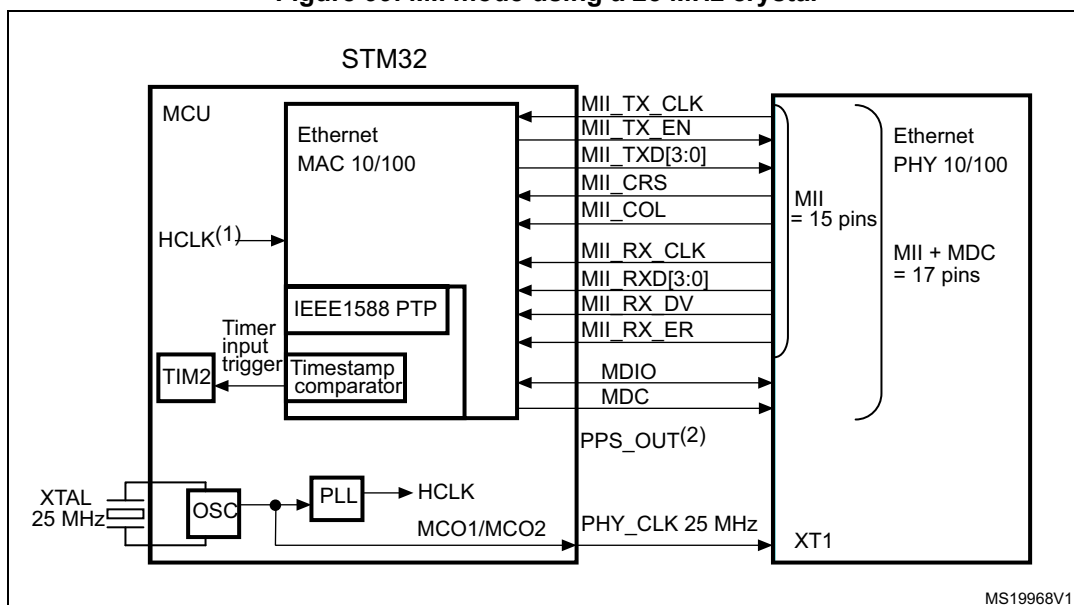 STM32
MCU
Ethernet
MAC 10/100
HCLK(1)
IEEE1588 PTP
Timer
input
trigger
TIM2
Timestamp
comparator
XTAL
25 MHz
OSC
PLL
HCLK
MCO1/MCO2
MII_TX_CLK
MII_TX_EN
MII_TXD[3:0]
MII_CRS
MII_COL
MII_RX_CLK
MII_RXD[3:0]
MII_RX_DV
MII_RX_ER
MDIO
MDC
PPS_OUT(2)
PHY_CLK 25 MHz
MII
= 15 pins
Ethernet
PHY 10/100
MII + MDC
= 17 pins
XT1
MS19968V1